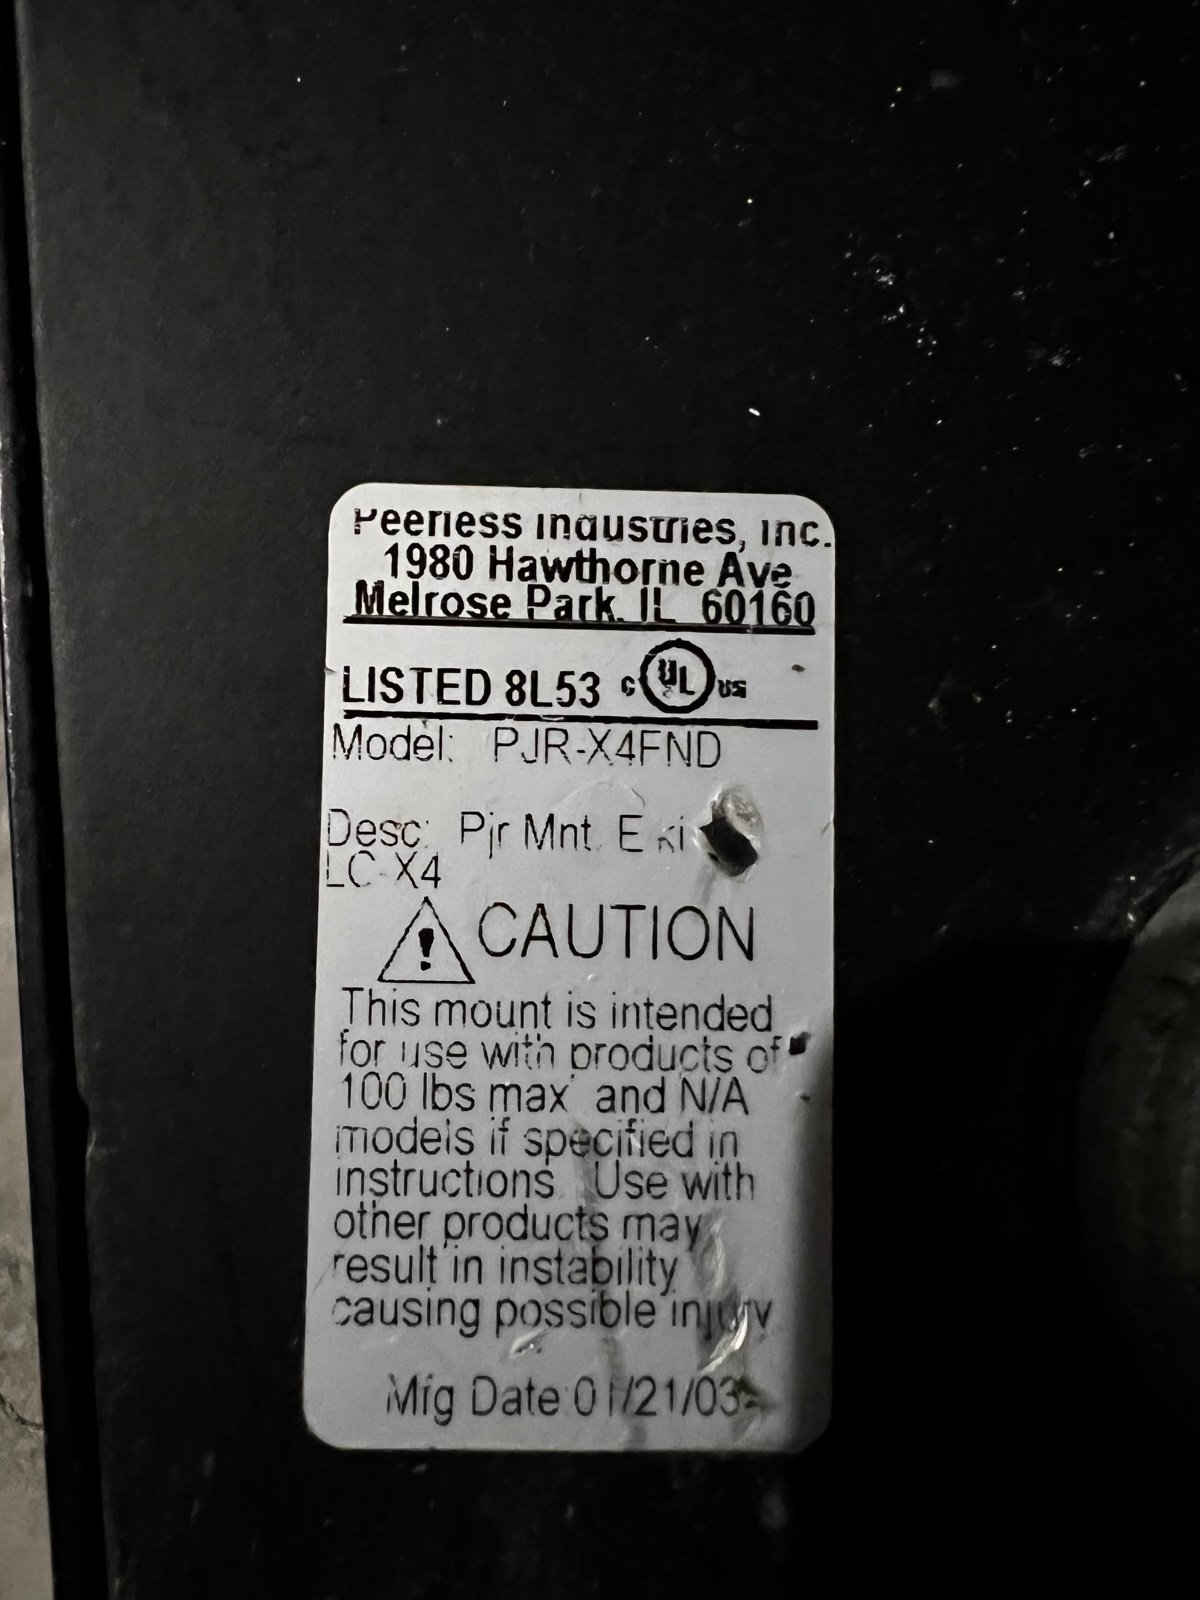 Peerless Industries, Inc.
1980 Hawthorne Ave
Melrose Park, IL 60160
LISTED 8L53 C UL US
Model: PJR-X4FND
Desc: Pjr Mnt
LC-X4
! CAUTION
This mount is intended
for use with products of
100 lbs max and N/A
models if specified in
instructions. Use with
other products may
result in instability
causing possible injury
Mfg Date:01/21/03